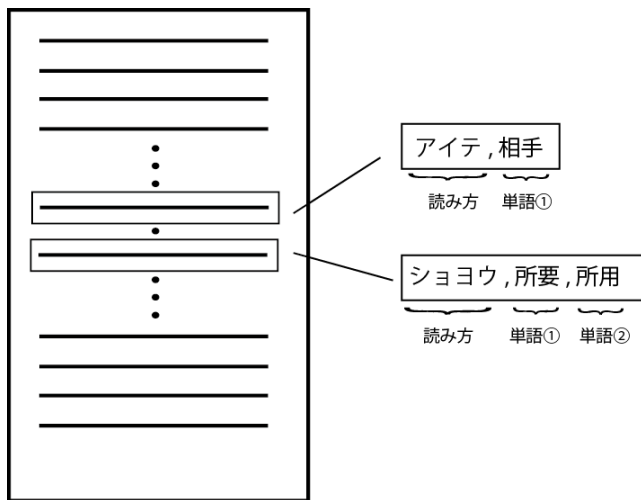 アイテ , 相手
読み方 単語①
ショヨウ , 所要 , 所用
読み方 単語① 単語②